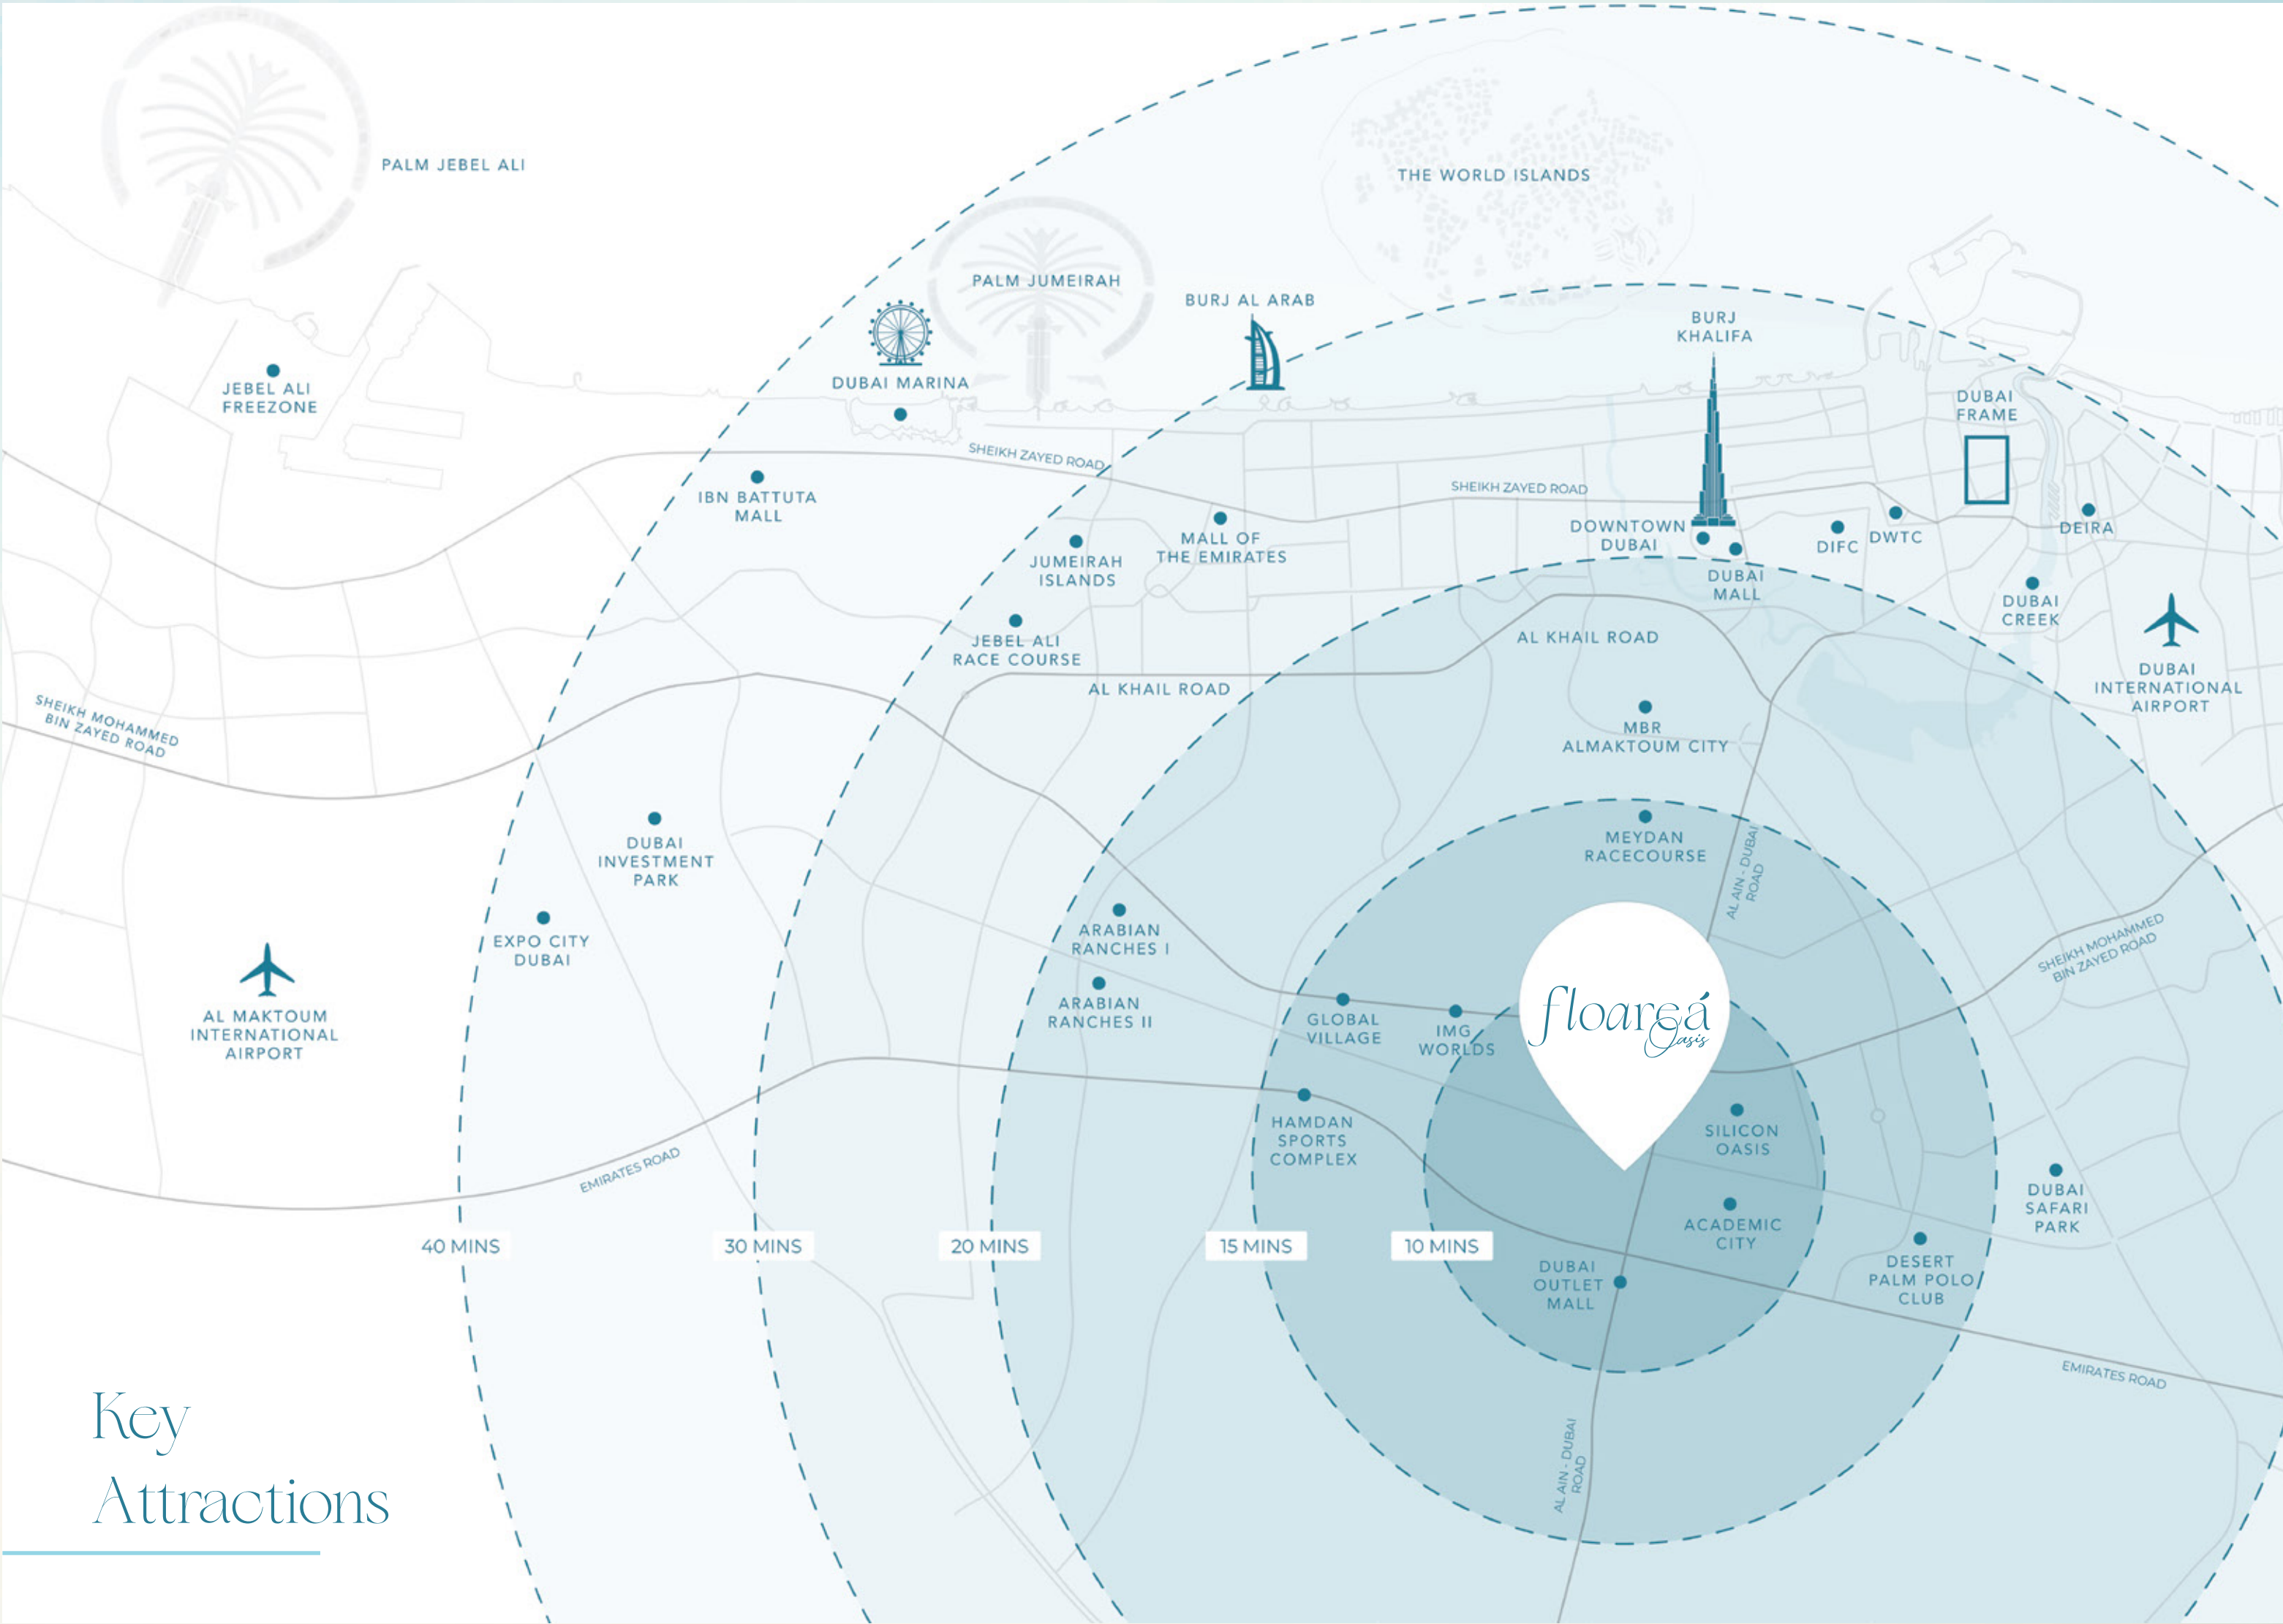 PALM JEBEL ALI
THE WORLD ISLANDS
PALM JUMEIRAH
BURJ AL ARAB
BURJ
KHALIFA
DUBAI MARINA
JEBEL ALI
FREEZONE
DUBAI
FRAME
SHEIKH ZAYED ROAD
SHEIKH ZAYED ROAD
IBN BATTUTA
MALL
DOWNTOWN
DUBAI
DIFC
DWTC
DEIRA
MALL OF
THE EMIRATES
JUMEIRAH
ISLANDS
DUBAI
MALL
DUBAI
CREEK
JEBEL ALI
RACE COURSE
AL KHAIL ROAD
AL KHAIL ROAD
DUBAI
INTERNATIONAL
AIRPORT
SHEIKH MOHAMMED
BIN ZAYED ROAD
MBR
ALMAKTOUM CITY
DUBAI
INVESTMENT
PARK
MEYDAN
RACECOURSE
AL AIN - DUBAI
ROAD
EXPO CITY
DUBAI
ARABIAN
RANCHES I
SHEIKH MOHAMMED
BIN ZAYED ROAD
AL MAKTOUM
INTERNATIONAL
AIRPORT
ARABIAN
RANCHES II
GLOBAL
VILLAGE
IMG
WORLDS
floareá
Oasis
HAMDAN
SPORTS
COMPLEX
SILICON
OASIS
EMIRATES ROAD
DUBAI
SAFARI
PARK
ACADEMIC
CITY
40 MINS
30 MINS
20 MINS
15 MINS
10 MINS
DUBAI
OUTLET
MALL
DESERT
PALM POLO
CLUB
EMIRATES ROAD
AL AIN - DUBAI
ROAD
Key
Attractions